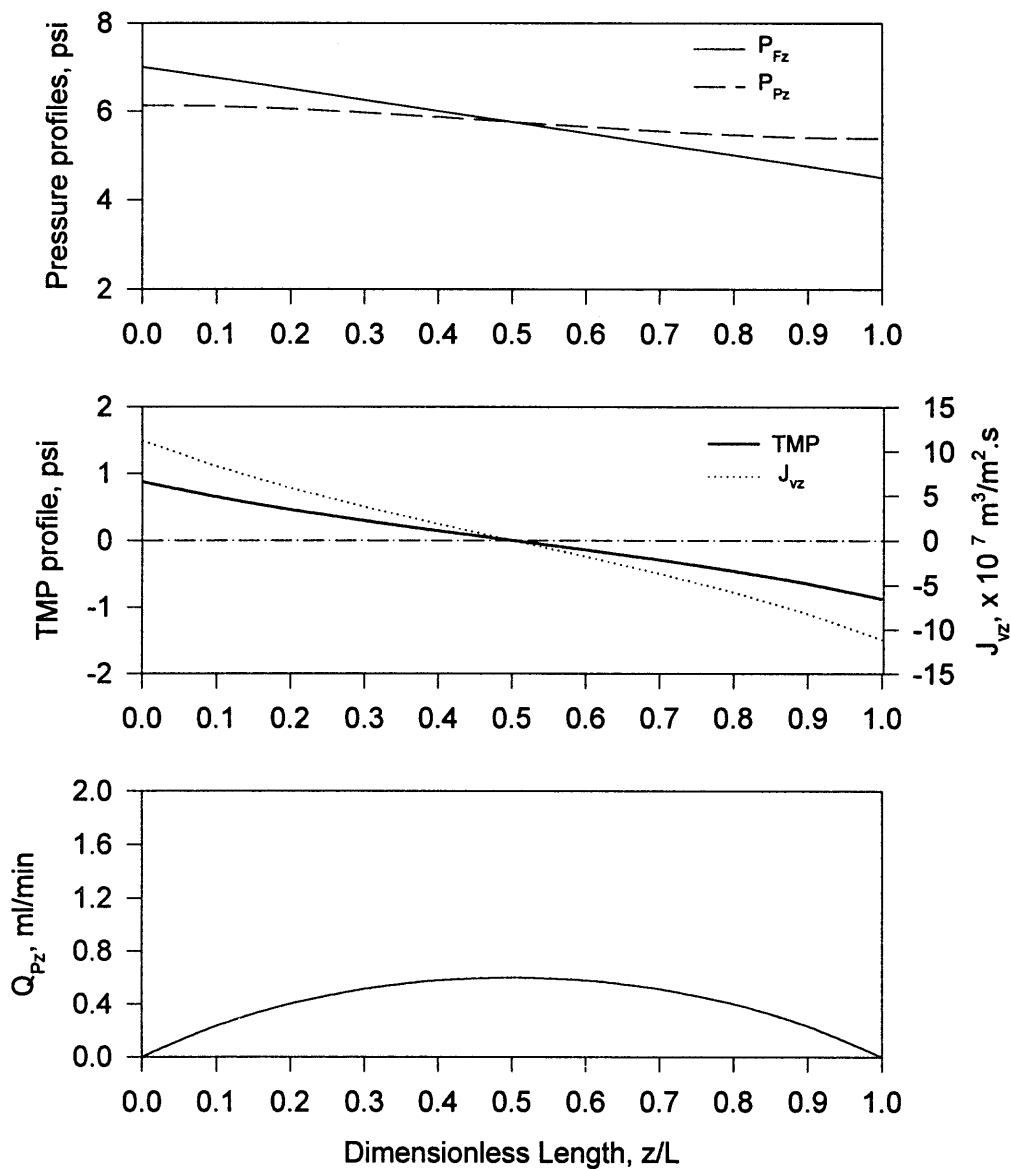 Pressure profiles, psi
8
6
4
2
P_Fz
P_Pz
0.0 0.1 0.2 0.3 0.4 0.5 0.6 0.7 0.8 0.9 1.0
TMP profile, psi
2
1
0
-1
-2
TMP
J_vz
15
10
5
0
-5
-10
-15
J_vz, x 10^7 m^3/m^2.s
0.0 0.1 0.2 0.3 0.4 0.5 0.6 0.7 0.8 0.9 1.0
Q_Pz, ml/min
2.0
1.6
1.2
0.8
0.4
0.0
0.0 0.1 0.2 0.3 0.4 0.5 0.6 0.7 0.8 0.9 1.0
Dimensionless Length, z/L